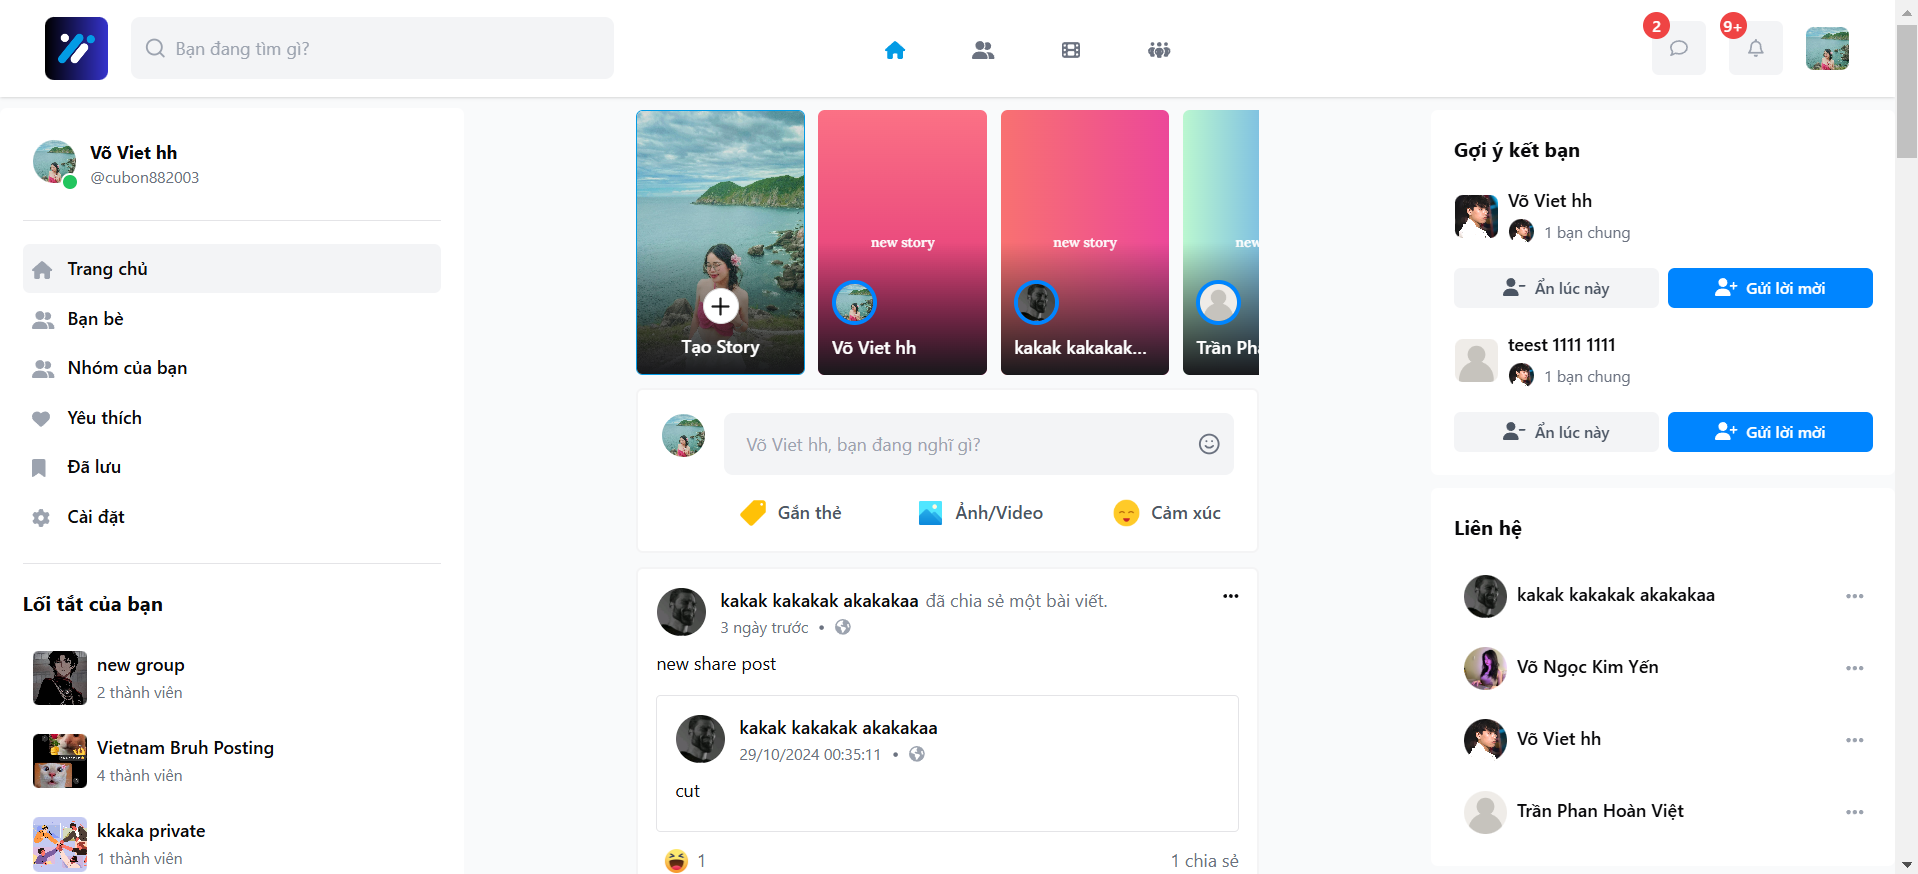 Bạn đang tìm gì?
2
9+
Võ Viet hh
@cubon882003
Trang chủ
Bạn bè
Nhóm của bạn
Yêu thích
Đã lưu
Cài đặt
Lối tắt của bạn
new group
2 thành viên
Vietnam Bruh Posting
4 thành viên
kkaka private
1 thành viên
Tạo Story
new story
Võ Viet hh
new story
kakak kakakak...
new
Trần Ph
Võ Viet hh, bạn đang nghĩ gì?
Gắn thẻ
Ảnh/Video
Cảm xúc
kakak kakakak akakakaa đã chia sẻ một bài viết.
3 ngày trước •
new share post
kakak kakakak akakakaa
29/10/2024 00:35:11 •
cut
1
1 chia sẻ
Gợi ý kết bạn
Võ Viet hh
1 bạn chung
Ẩn lúc này
Gửi lời mời
teest 1111 1111
1 bạn chung
Ẩn lúc này
Gửi lời mời
Liên hệ
kakak kakakak akakakaa
Võ Ngọc Kim Yến
Võ Viet hh
Trần Phan Hoàn Việt